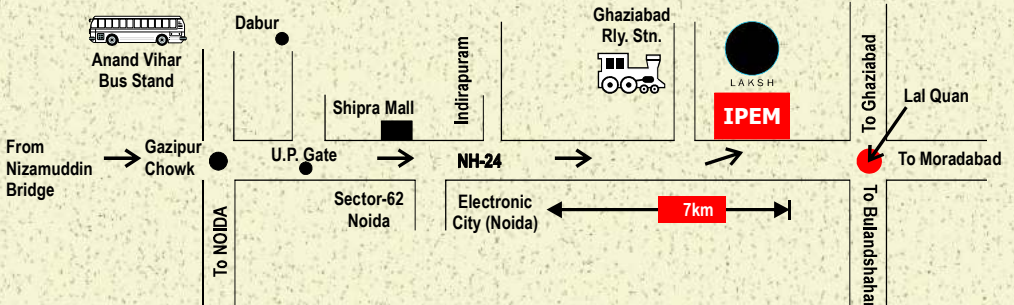 Dabur
Anand Vihar
Bus Stand
Shipra Mall
Indirapuram
Ghaziabad
Rly. Stn.
LAKSH
IPEM
To Ghaziabad
Lal Quan
From
Nizamuddin
Bridge
Gazipur
Chowk
U.P. Gate
NH-24
To Moradabad
To NOIDA
Sector-62
Noida
Electronic
City (Noida)
7km
To Bulandshahar